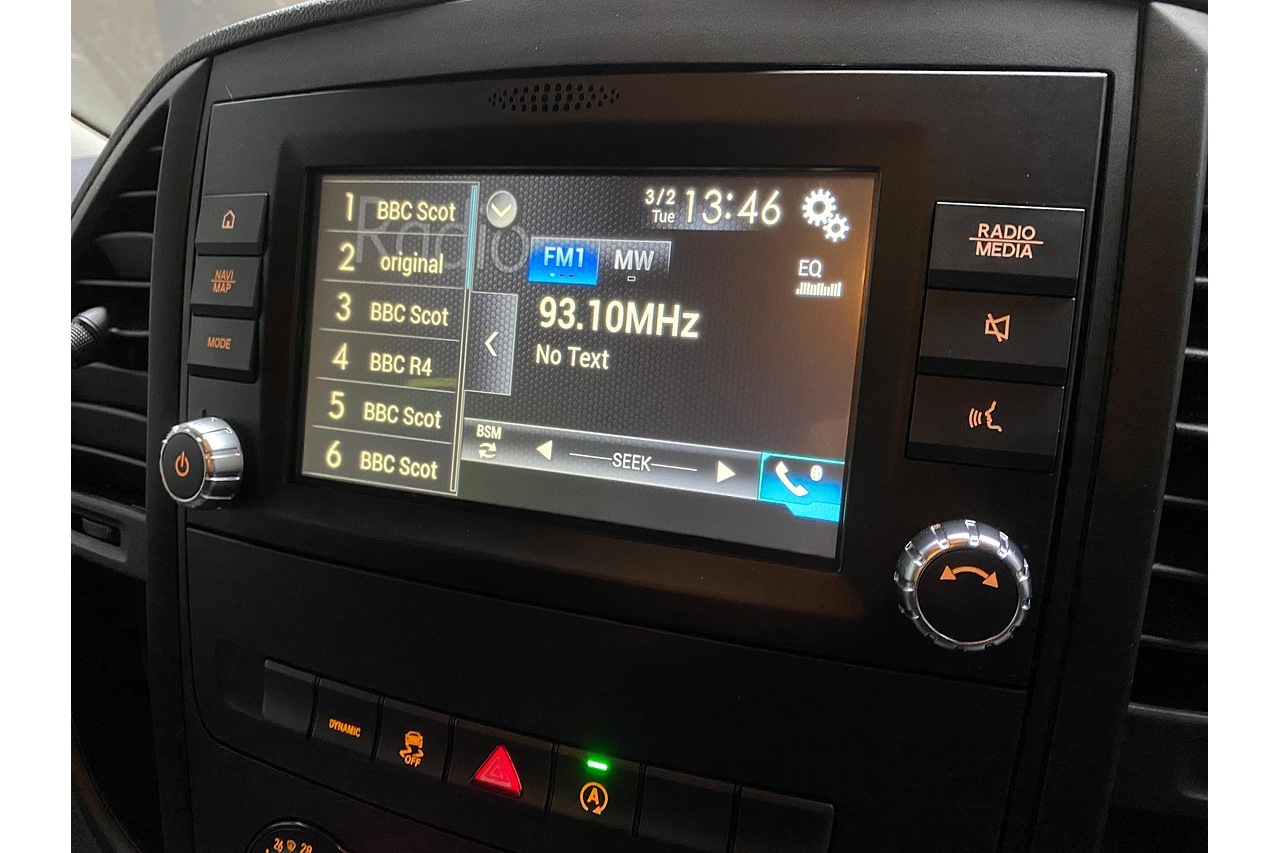 Radio
1 BBC Scot
2 original
3 BBC Scot
4 BBC R4
5 BBC Scot
6 BBC Scot
3/2
Tue
13:46
FM1
MW
EQ
93.10MHz
No Text
BSM
SEEK
NAVI
MAP
MODE
RADIO
MEDIA
DYNAMIC
OFF
A
26 28